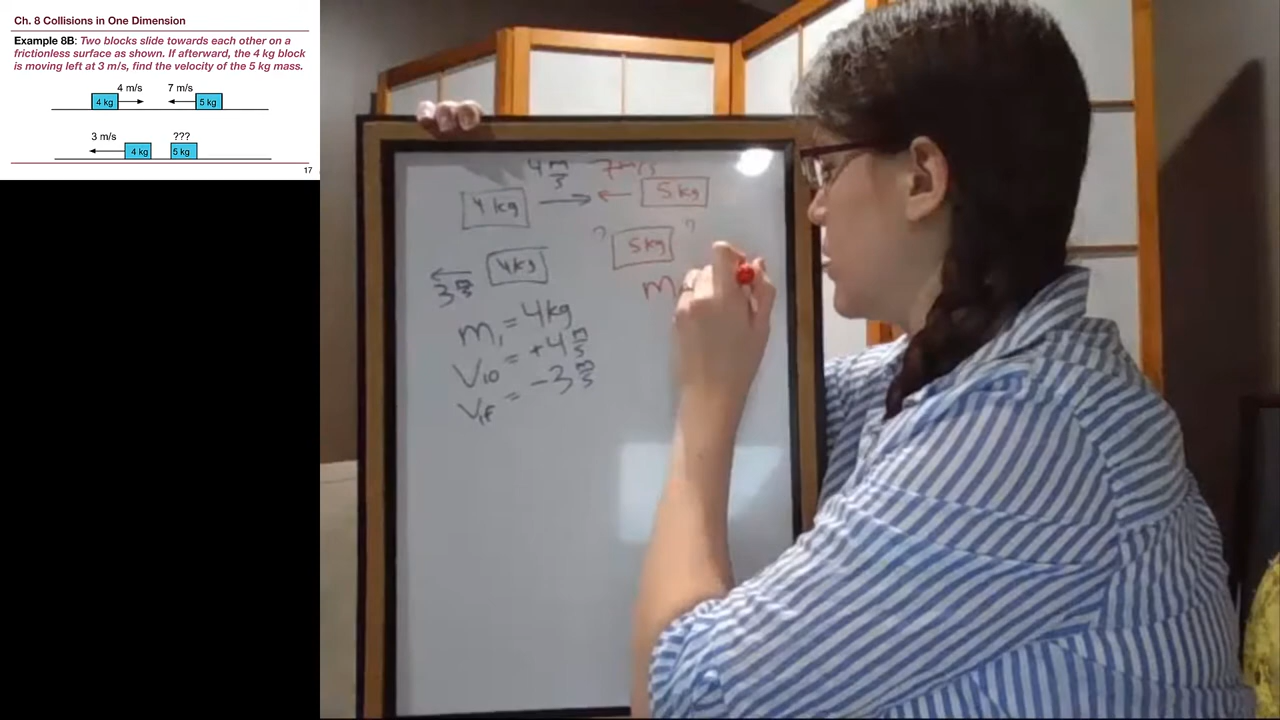 Ch. 8 Collisions in One Dimension
Example 8B: Two blocks slide towards each other on a
frictionless surface as shown. If afterward, the 4 kg block
is moving left at 3 m/s, find the velocity of the 5 kg mass.
4 m/s 7 m/s
4 kg 5 kg
3 m/s ???
4 kg 5 kg
17
4 m/s 7 m/s
4 kg 5 kg
? 5 kg ?
4 kg
3 m/s
m
m₁ = 4 kg
V₁₀ = +4 m/s
V₁f = -3 m/s